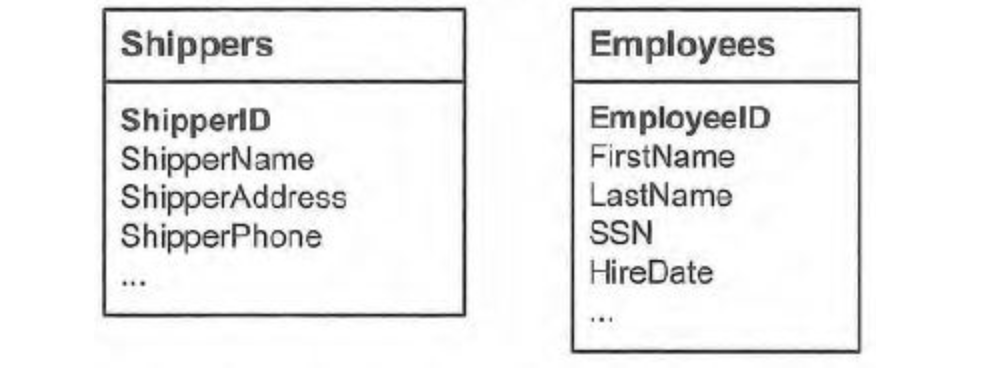 Shippers
ShipperID
ShipperName
ShipperAddress
ShipperPhone
...
Employees
EmployeeID
FirstName
LastName
SSN
HireDate
...